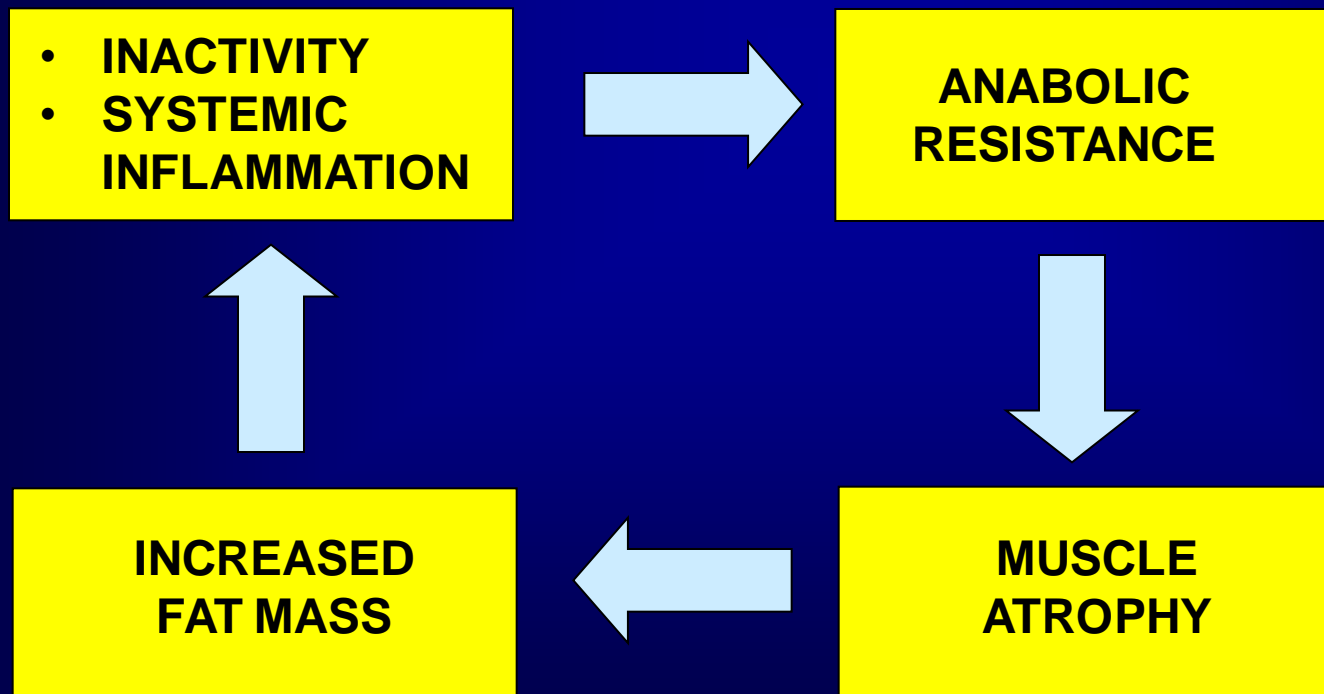 • INACTIVITY
• SYSTEMIC
INFLAMMATION
ANABOLIC
RESISTANCE
INCREASED
FAT MASS
MUSCLE
ATROPHY